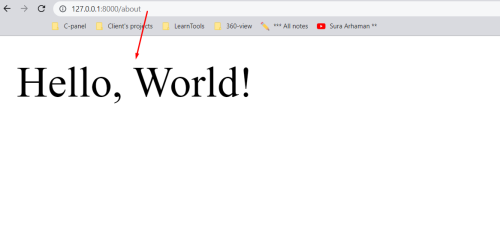 127.0.0.1:8000/about
C-panel Client's projects LearnTools 360-view *** All notes Sura Arhaman **
Hello, World!